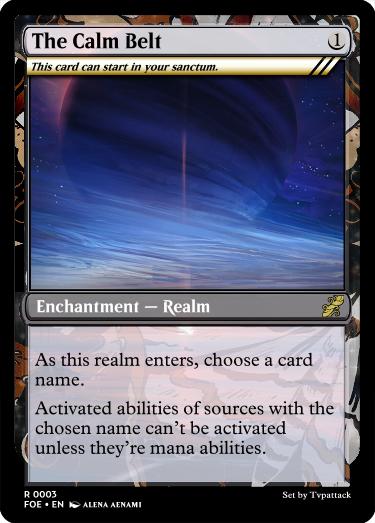 The Calm Belt 1
This card can start in your sanctum.
Enchantment — Realm
As this realm enters, choose a card
name.
Activated abilities of sources with the
chosen name can't be activated
unless they're mana abilities.
R 0003
FOE • EN ALENA AENAMI
Set by Tvpattack